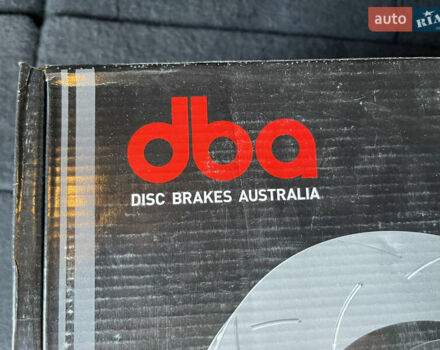 auto RIA
dba
DISC BRAKES AUSTRALIA